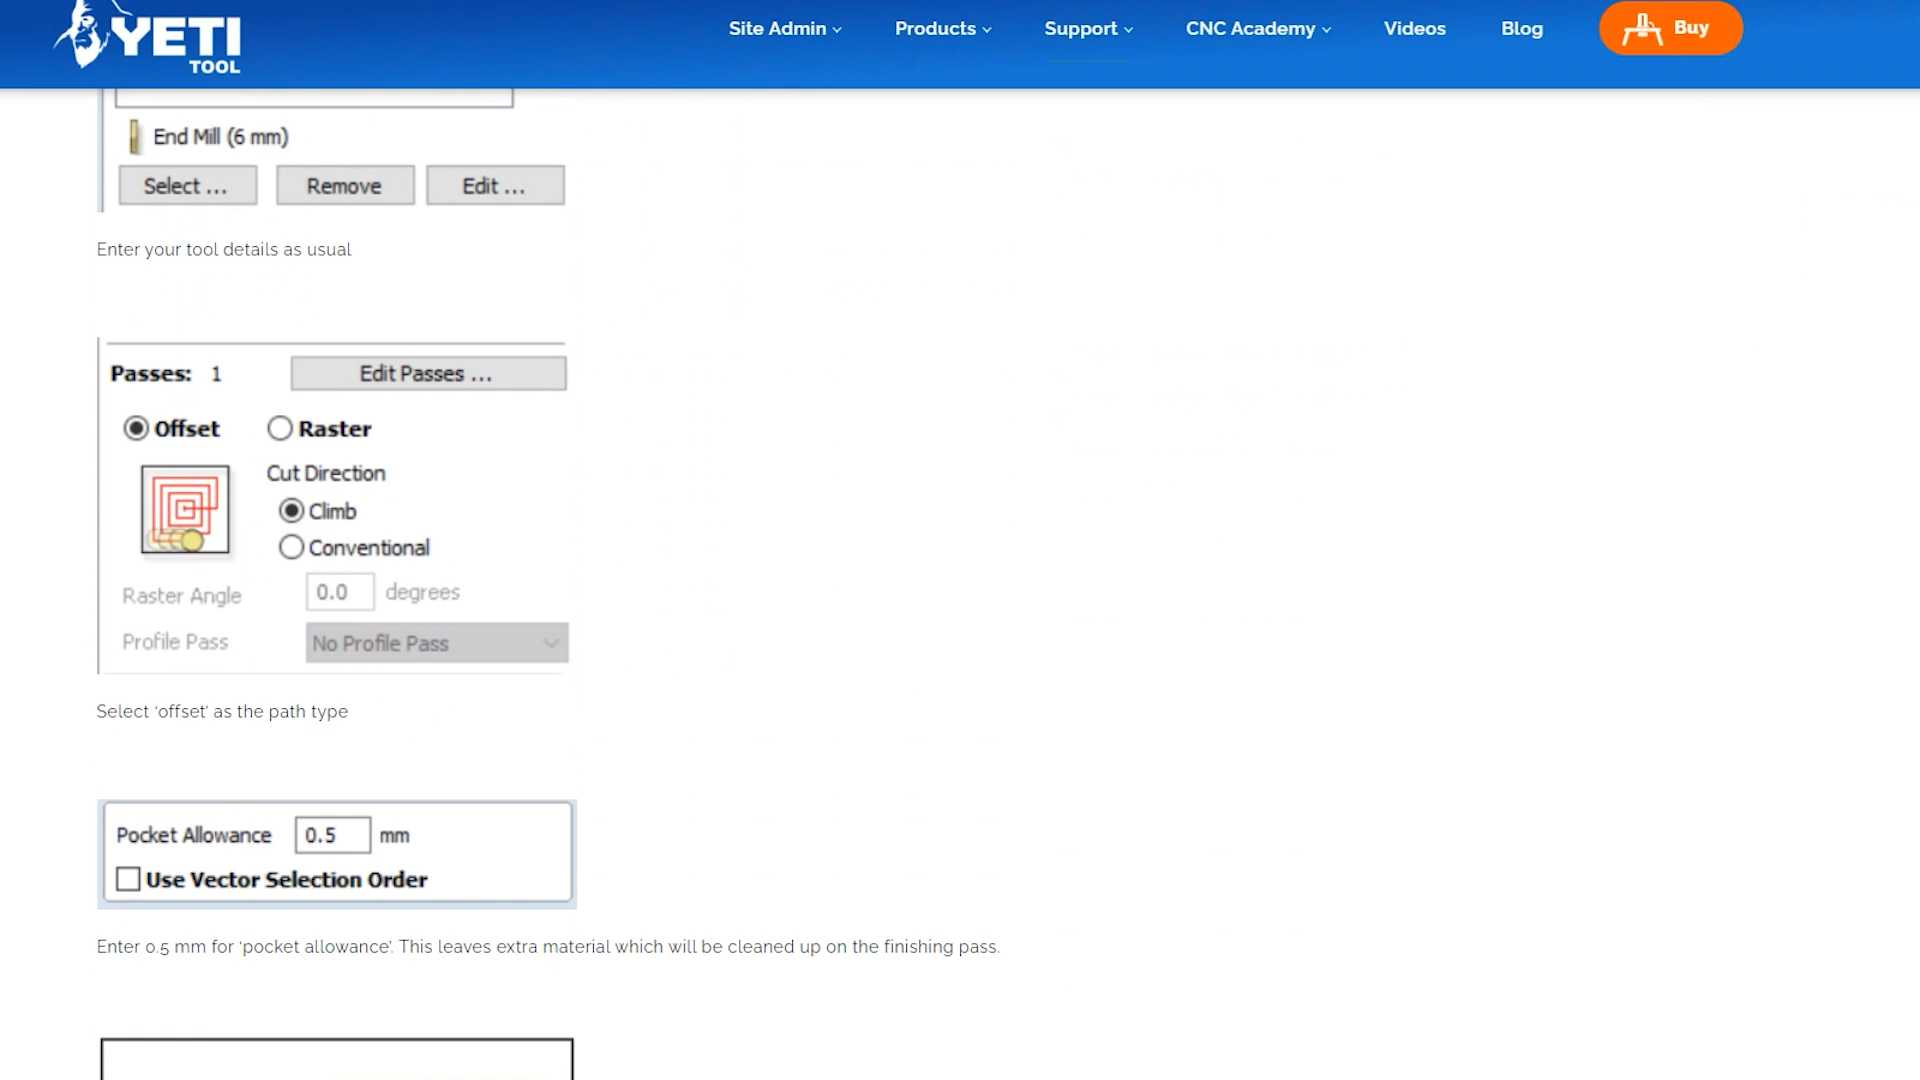 YETI
TOOL
Site Admin
Products
Support
CNC Academy
Videos
Blog
Buy
End Mill (6 mm)
Select ...
Remove
Edit ...
Enter your tool details as usual
Passes: 1
Edit Passes ...
Offset
Raster
Cut Direction
Climb
Conventional
Raster Angle
0.0 degrees
Profile Pass
No Profile Pass
Select ‘offset’ as the path type
Pocket Allowance 0.5 mm
Use Vector Selection Order
Enter 0.5 mm for ‘pocket allowance’. This leaves extra material which will be cleaned up on the finishing pass.